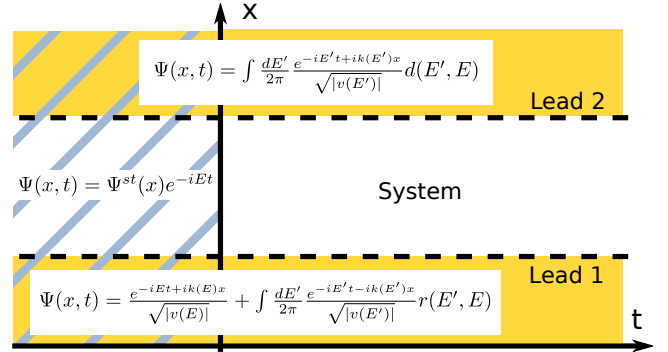 x
Ψ(x, t) = ∫ dE′/2π e^{−iE′t+ik(E′)x}/√|v(E′)| d(E′, E)
Lead 2
Ψ(x, t) = Ψ^{st}(x)e^{−iEt}
System
Lead 1
Ψ(x, t) = e^{−iEt+ik(E)x}/√|v(E)| + ∫ dE′/2π e^{−iE′t−ik(E′)x}/√|v(E′)| r(E′, E)
t